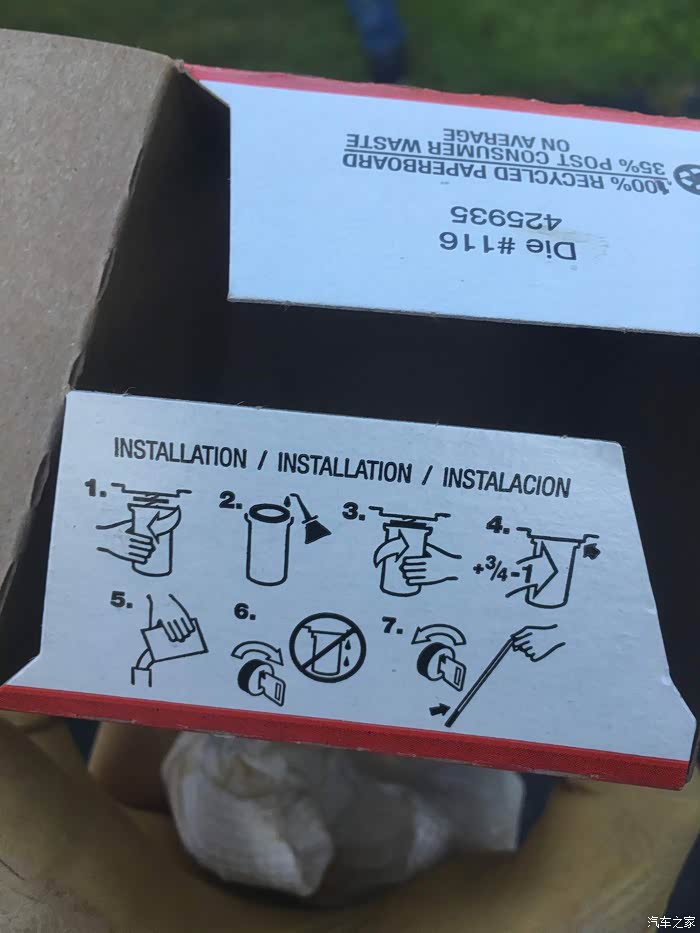 100% RECYCLED PAPERBOARD
35% POST CONSUMER WASTE
ON AVERAGE
Die #116
425935
INSTALLATION / INSTALLATION / INSTALACION
1.
2.
3.
4.
+3/4-1
5.
6.
7.
汽车之家